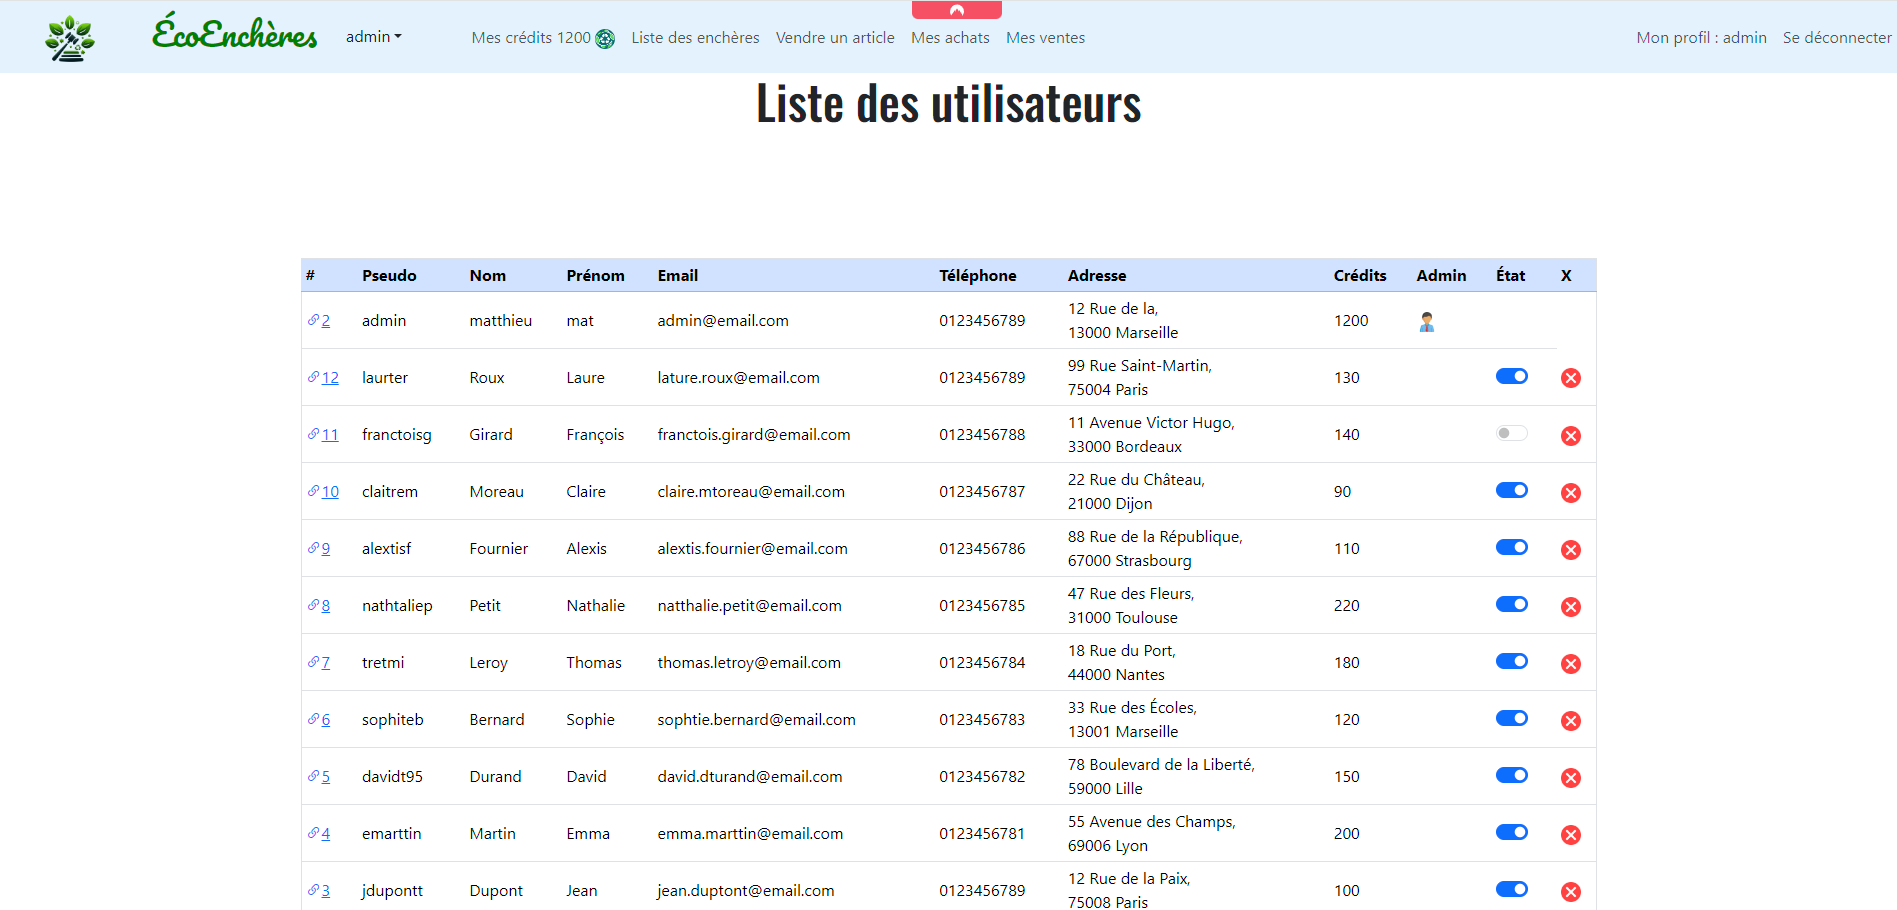 ÉcoEnchères admin Mes crédits 1200 Liste des enchères Vendre un article Mes achats Mes ventes Mon profil : admin Se déconnecter
Liste des utilisateurs
# Pseudo Nom Prénom Email Téléphone Adresse Crédits Admin État X
2 admin matthieu mat admin@email.com 0123456789 12 Rue de la, 1200
13000 Marseille
12 laurter Roux Laure lature.roux@email.com 0123456789 99 Rue Saint-Martin, 130
75004 Paris
11 franctoisg Girard François franctois.girard@email.com 0123456788 11 Avenue Victor Hugo, 140
33000 Bordeaux
10 claitrem Moreau Claire claire.mtoreau@email.com 0123456787 22 Rue du Château, 90
21000 Dijon
9 alextisf Fournier Alexis alextis.fournier@email.com 0123456786 88 Rue de la République, 110
67000 Strasbourg
8 nathtaliep Petit Nathalie natthalie.petit@email.com 0123456785 47 Rue des Fleurs, 220
31000 Toulouse
7 tretmi Leroy Thomas thomas.letroy@email.com 0123456784 18 Rue du Port, 180
44000 Nantes
6 sophiteb Bernard Sophie sophtie.bernard@email.com 0123456783 33 Rue des Écoles, 120
13001 Marseille
5 davidt95 Durand David david.dturand@email.com 0123456782 78 Boulevard de la Liberté, 150
59000 Lille
4 emarttin Martin Emma emma.marttin@email.com 0123456781 55 Avenue des Champs, 200
69006 Lyon
3 jdupontt Dupont Jean jean.duptont@email.com 0123456789 12 Rue de la Paix, 100
75008 Paris